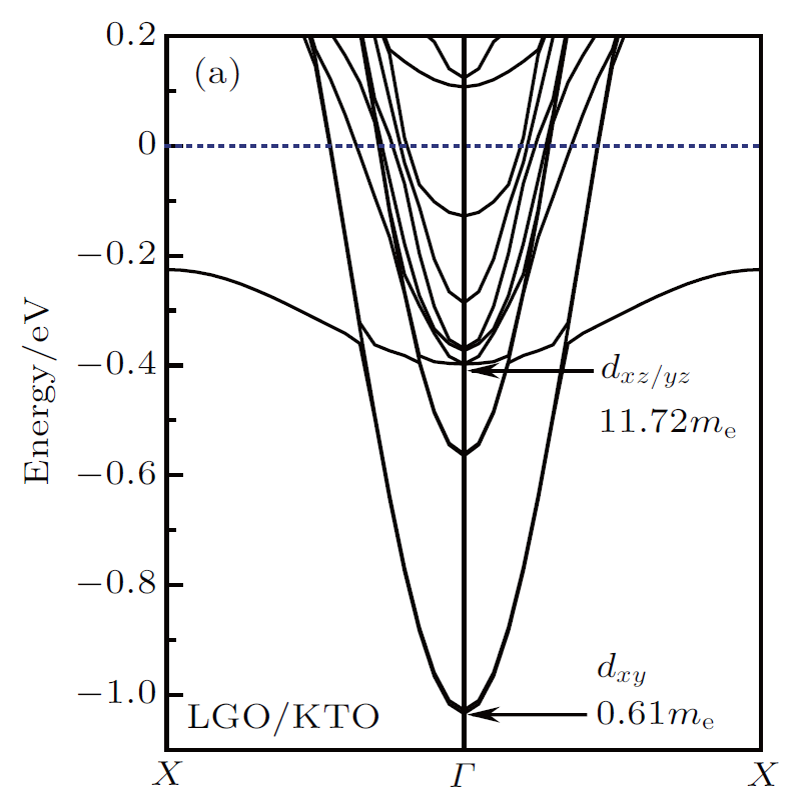 0.2
(a)
0
−0.2
−0.4
−0.6
−0.8
−1.0
Energy/eV
d_{xz/yz}
11.72m_e
d_{xy}
0.61m_e
LGO/KTO
X
Γ
X